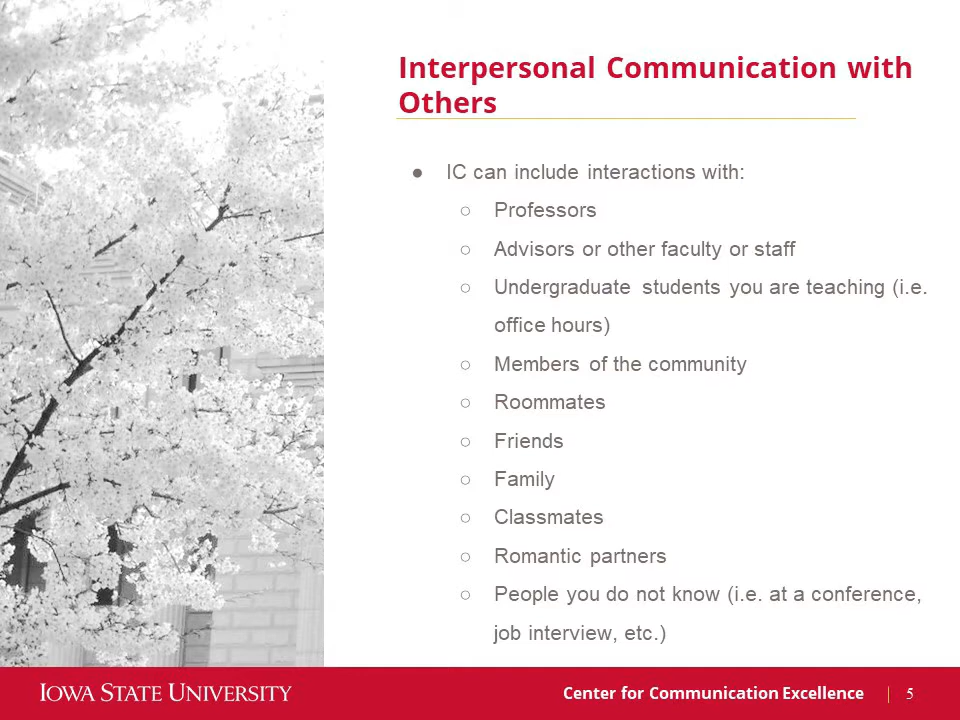 Interpersonal Communication with
Others
● IC can include interactions with:
○ Professors
○ Advisors or other faculty or staff
○ Undergraduate students you are teaching (i.e.
office hours)
○ Members of the community
○ Roommates
○ Friends
○ Family
○ Classmates
○ Romantic partners
○ People you do not know (i.e. at a conference,
job interview, etc.)
IOWA STATE UNIVERSITY
Center for Communication Excellence | 5